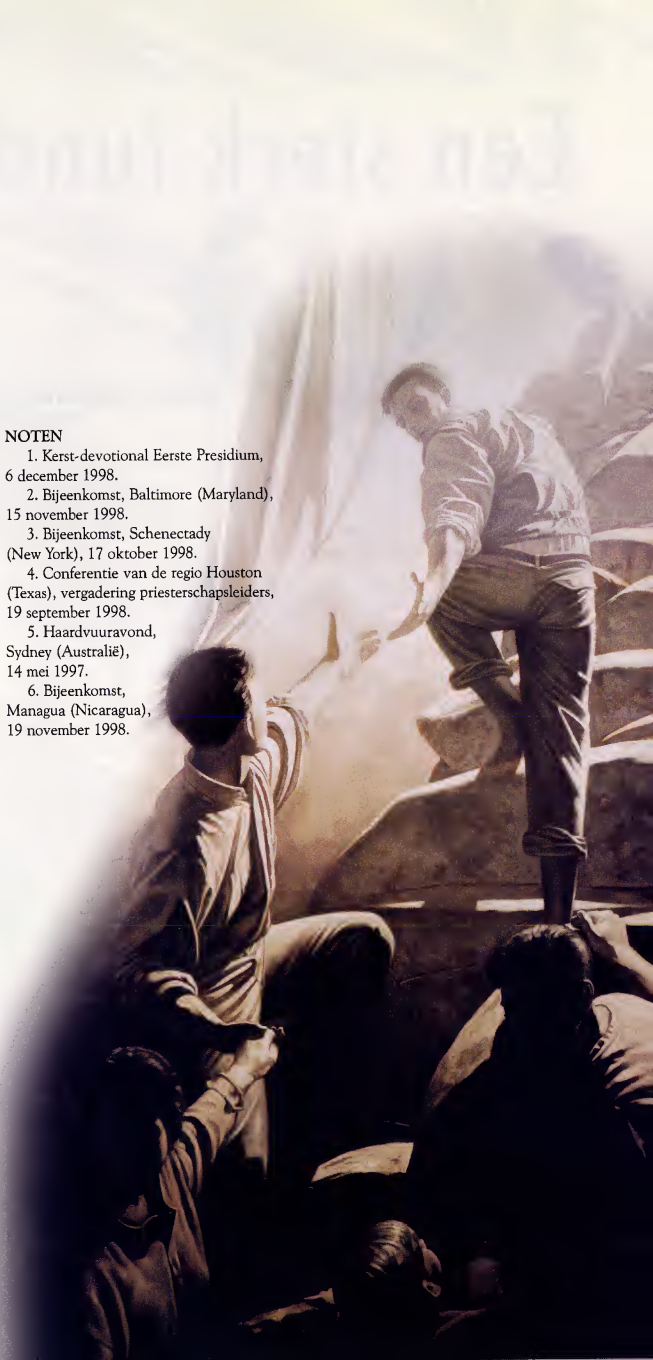 NOTEN
1. Kerst-devotional Eerste Presidium,
6 december 1998.
2. Bijeenkomst, Baltimore (Maryland),
15 november 1998.
3. Bijeenkomst, Schenectady
(New York), 17 oktober 1998.
4. Conferentie van de regio Houston
(Texas), vergadering priesterschapsleiders,
19 september 1998.
5. Haardvuuravond,
Sydney (Australië),
14 mei 1997.
6. Bijeenkomst,
Managua (Nicaragua),
19 november 1998.